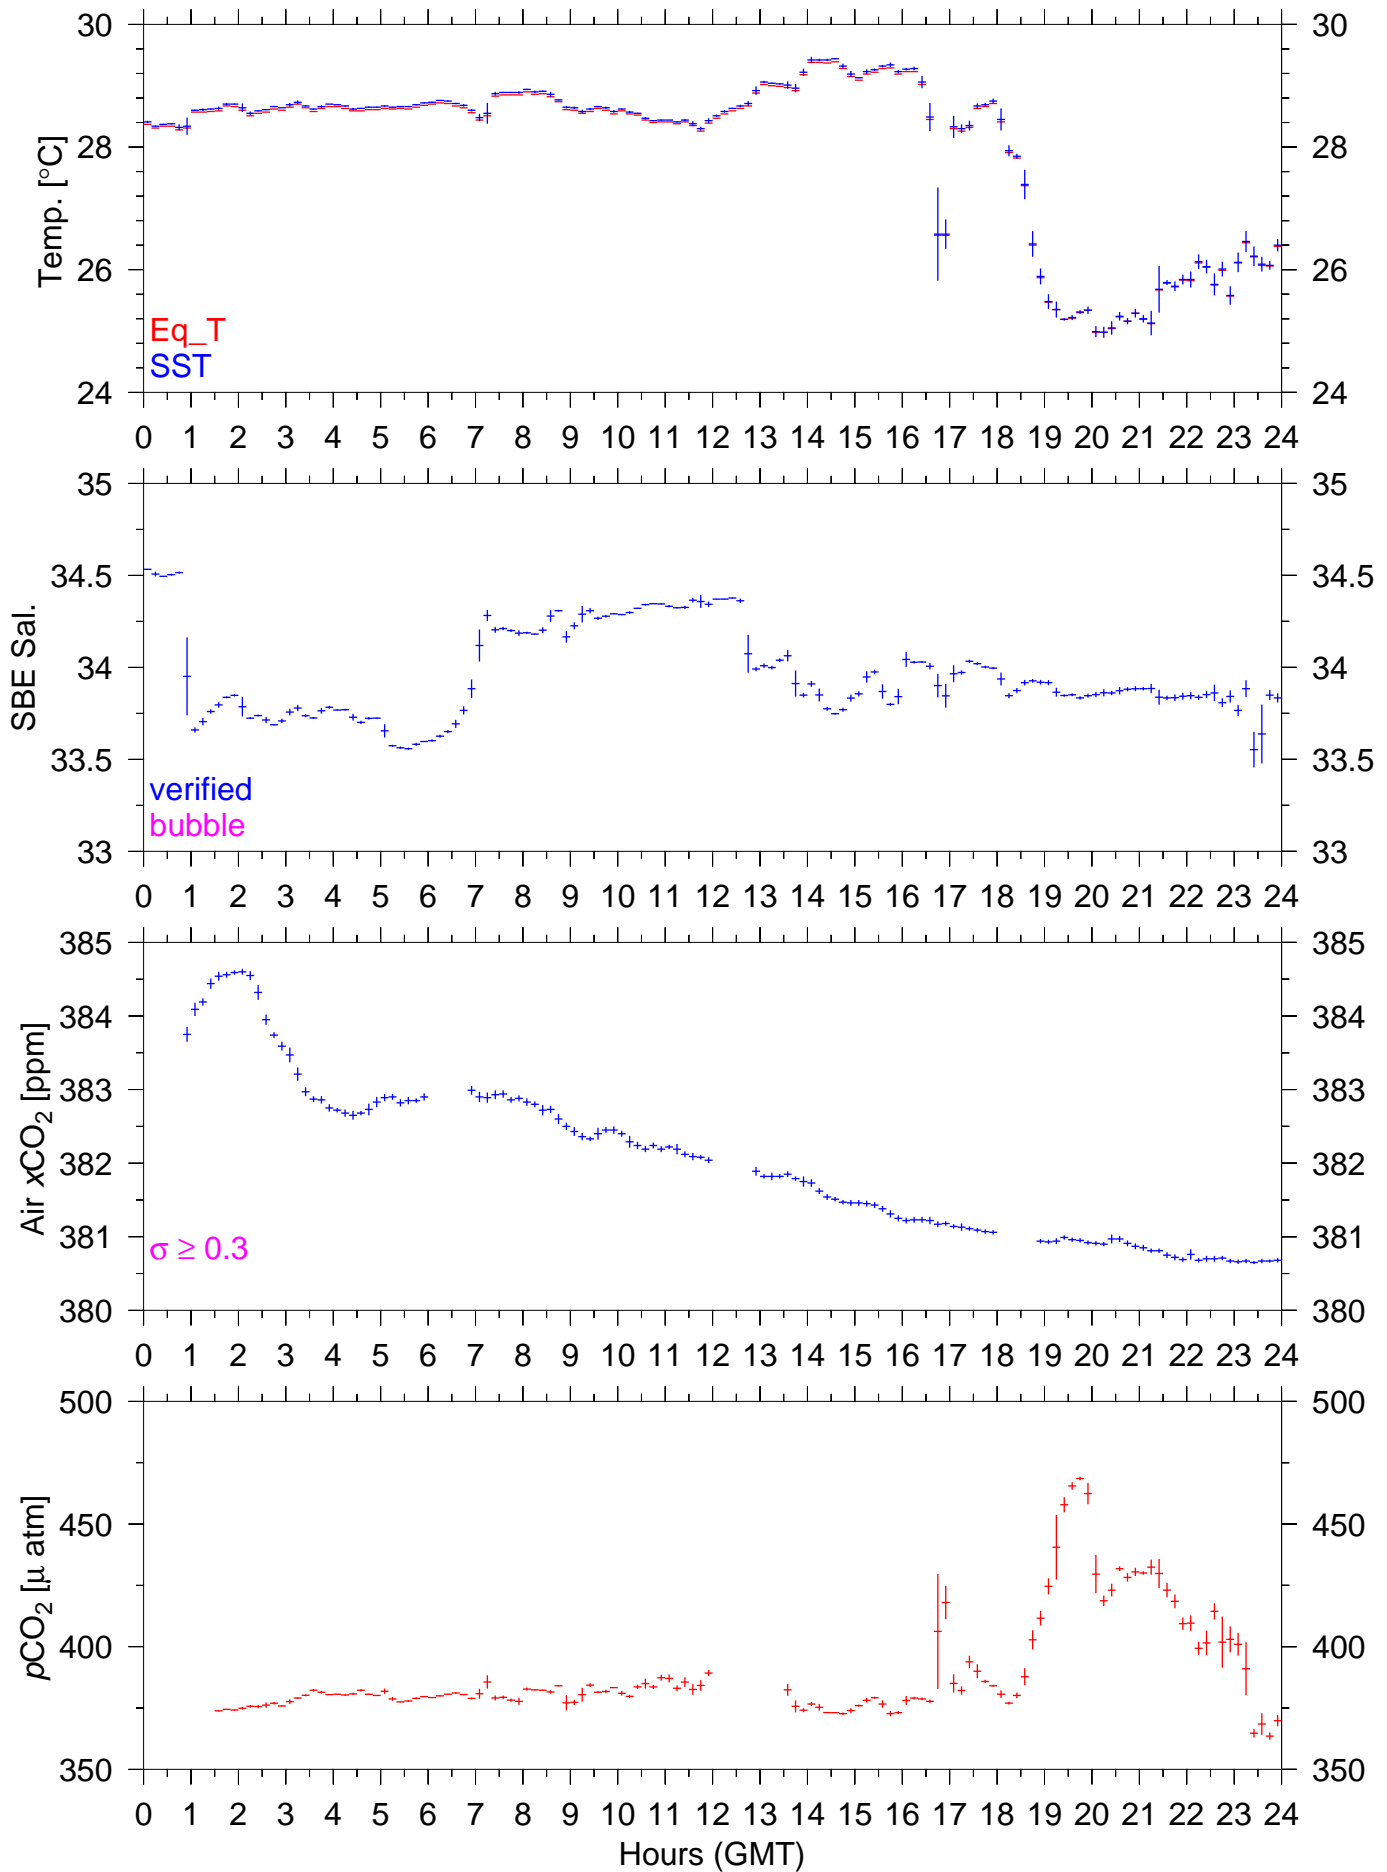 30 30
28 28
26 26
24 24
Temp. [°C]
Eq_T
SST
0 1 2 3 4 5 6 7 8 9 10 11 12 13 14 15 16 17 18 19 20 21 22 23 24
35 35
34.5 34.5
34 34
33.5 33.5
33 33
SBE Sal.
verified
bubble
0 1 2 3 4 5 6 7 8 9 10 11 12 13 14 15 16 17 18 19 20 21 22 23 24
385 385
384 384
383 383
382 382
381 381
380 380
Air xCO₂ [ppm]
σ ≥ 0.3
0 1 2 3 4 5 6 7 8 9 10 11 12 13 14 15 16 17 18 19 20 21 22 23 24
500 500
450 450
400 400
350 350
pCO₂ [μ atm]
0 1 2 3 4 5 6 7 8 9 10 11 12 13 14 15 16 17 18 19 20 21 22 23 24
Hours (GMT)